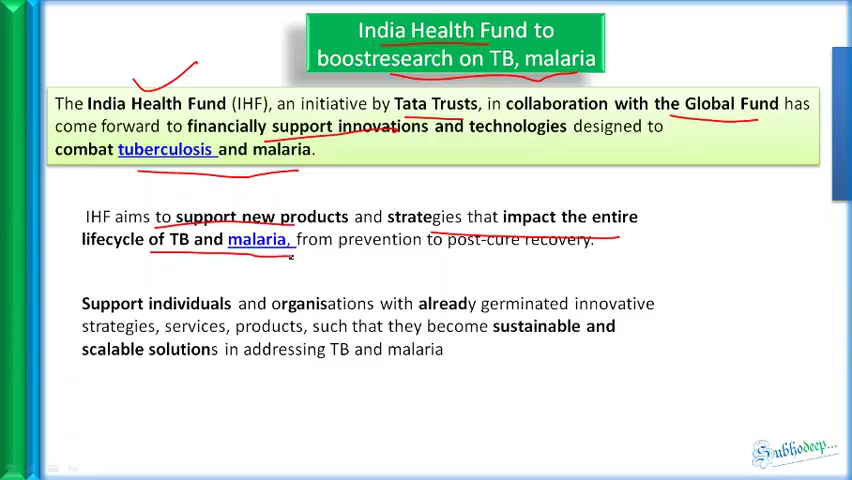 India Health Fund to
boostresearch on TB, malaria
The India Health Fund (IHF), an initiative by Tata Trusts, in collaboration with the Global Fund has
come forward to financially support innovations and technologies designed to
combat tuberculosis and malaria.
IHF aims to support new products and strategies that impact the entire
lifecycle of TB and malaria, from prevention to post-cure recovery.
Support individuals and organisations with already germinated innovative
strategies, services, products, such that they become sustainable and
scalable solutions in addressing TB and malaria
Subhodeep...